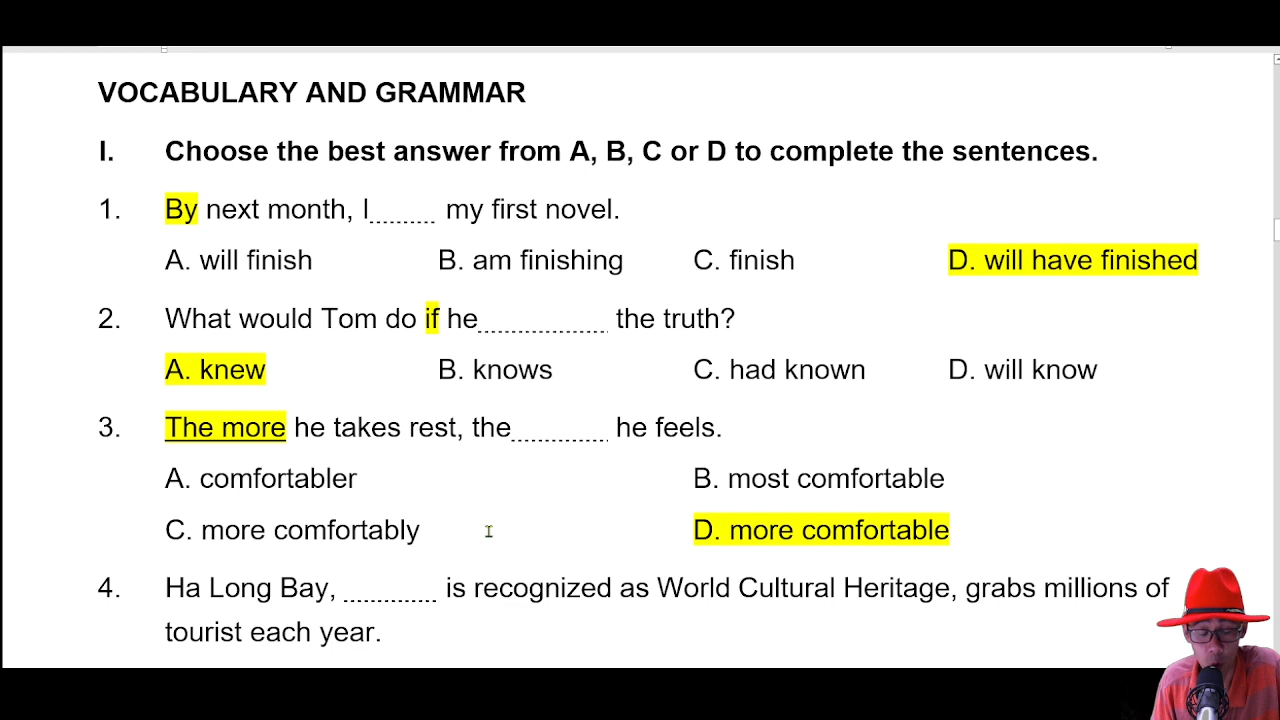 VOCABULARY AND GRAMMAR
I. Choose the best answer from A, B, C or D to complete the sentences.
1. By next month, I........ my first novel.
A. will finish B. am finishing C. finish D. will have finished
2. What would Tom do if he.................. the truth?
A. knew B. knows C. had known D. will know
3. The more he takes rest, the............. he feels.
A. comfortabler B. most comfortable
C. more comfortably D. more comfortable
4. Ha Long Bay, ............. is recognized as World Cultural Heritage, grabs millions of
tourist each year.